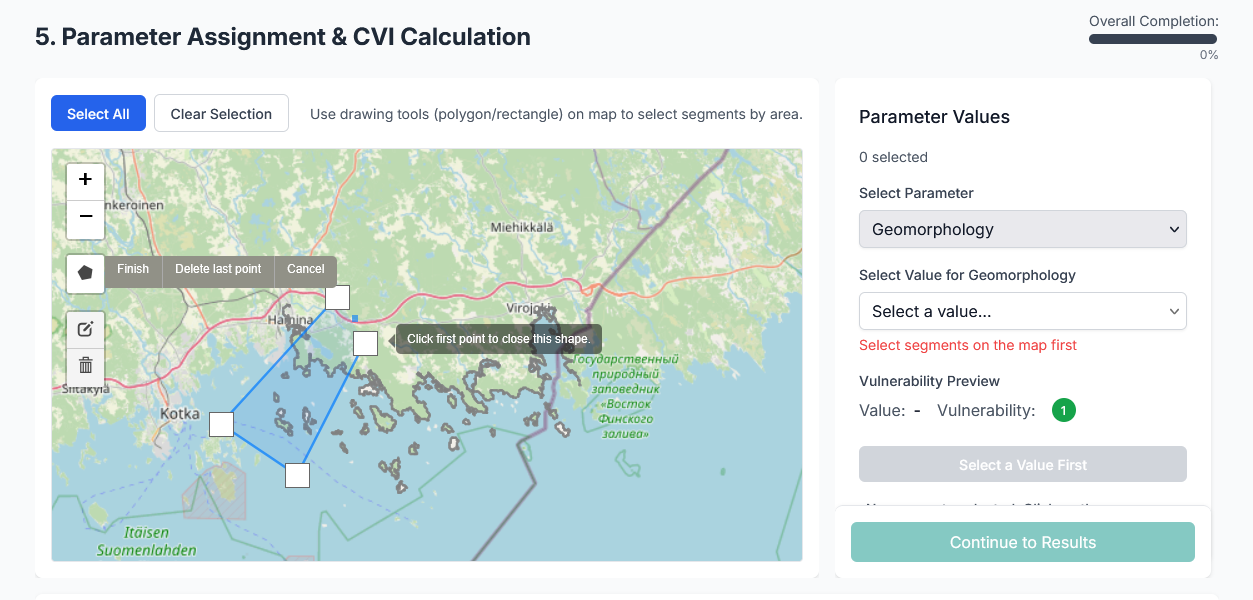 5. Parameter Assignment & CVI Calculation
Overall Completion:
0%
Select All
Clear Selection
Use drawing tools (polygon/rectangle) on map to select segments by area.
+
−
nkeroinen
Miehikkälä
Finish
Delete last point
Cancel
Hamina
Virojoki
Click first point to close this shape.
Государственный
природный
заповедник
«Восток
Финского
залива»
Siltakylä
Kotka
Itäisen
Suomenlahden
Parameter Values
0 selected
Select Parameter
Geomorphology
Select Value for Geomorphology
Select a value...
Select segments on the map first
Vulnerability Preview
Value: - Vulnerability: 1
Select a Value First
Continue to Results